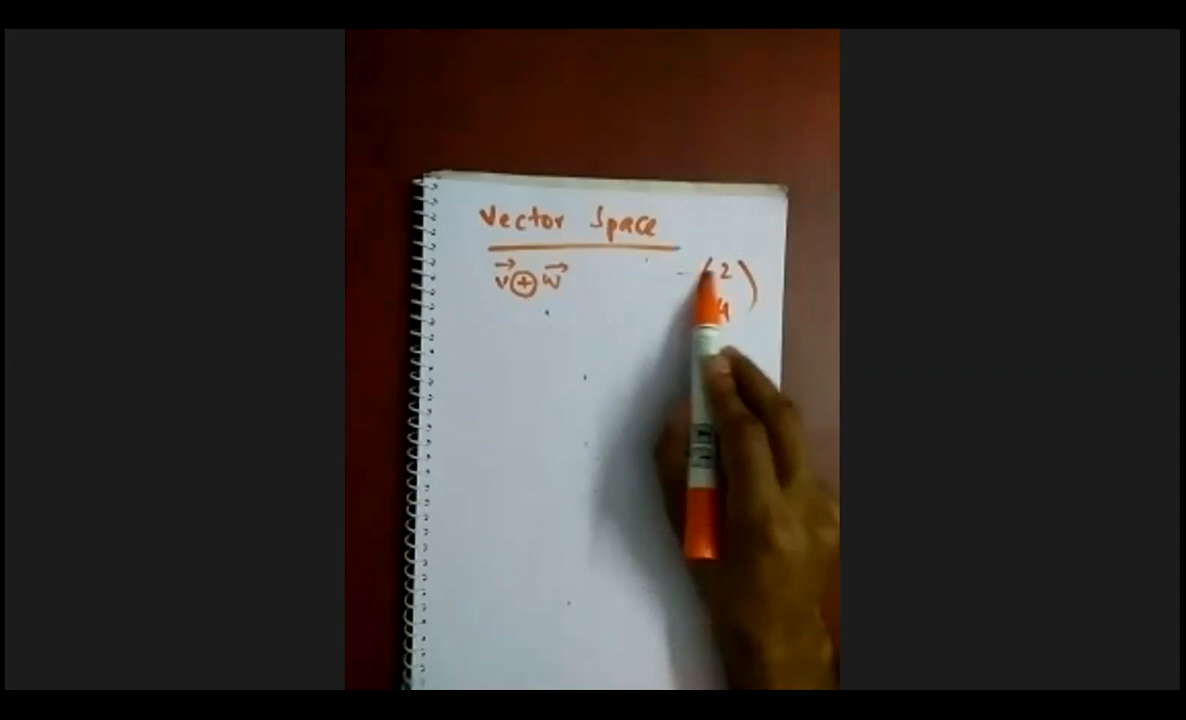 Vector Space
v⃗ ⊕ w⃗
( 2 )
4